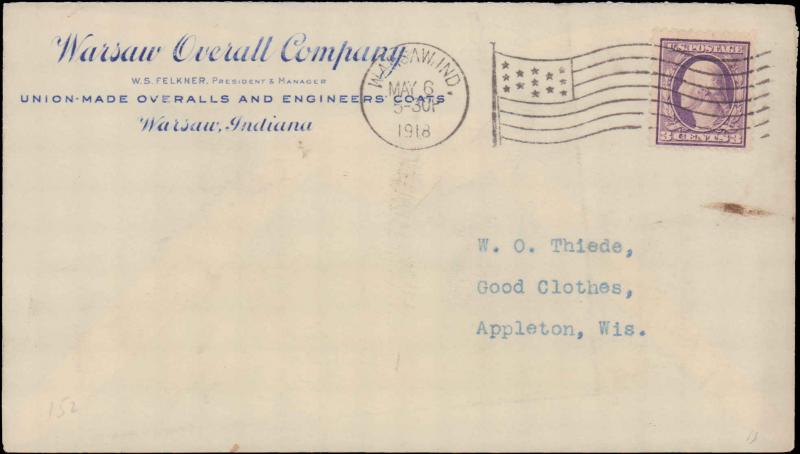 Warsaw Overall Company
W. S. FELKNER, PRESIDENT & MANAGER
UNION-MADE OVERALLS AND ENGINEERS' COATS
Warsaw, Indiana
WARSAW, IND.
MAY 6
5-30P
1918
U.S. POSTAGE
3 CENTS 3
W. O. Thiede,
Good Clothes,
Appleton, Wis.
152